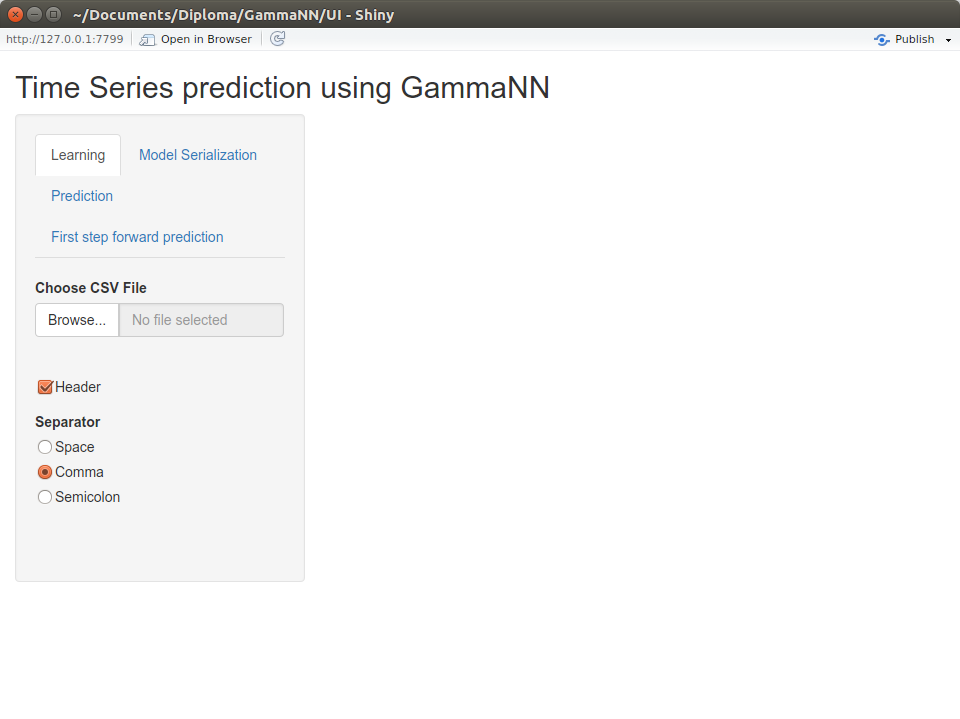 ~/Documents/Diploma/GammaNN/UI - Shiny
http://127.0.0.1:7799 Open in Browser Publish
Time Series prediction using GammaNN
Learning Model Serialization
Prediction
First step forward prediction
Choose CSV File
Browse... No file selected
Header
Separator
Space
Comma
Semicolon